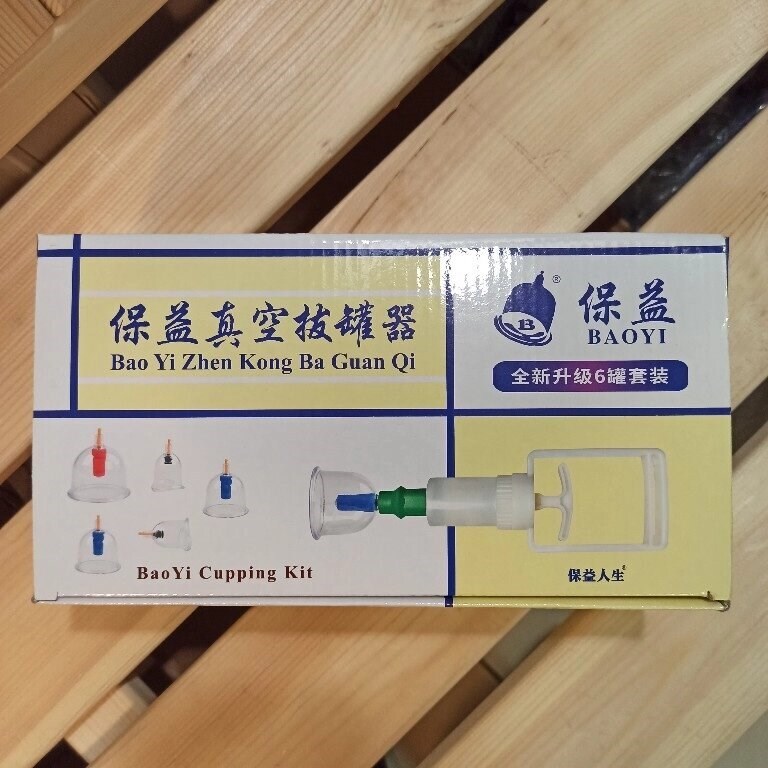 保益真空拔罐器
Bao Yi Zhen Kong Ba Guan Qi
B
®
保益
BAOYI
全新升级6罐套装
BaoYi Cupping Kit
保益人生